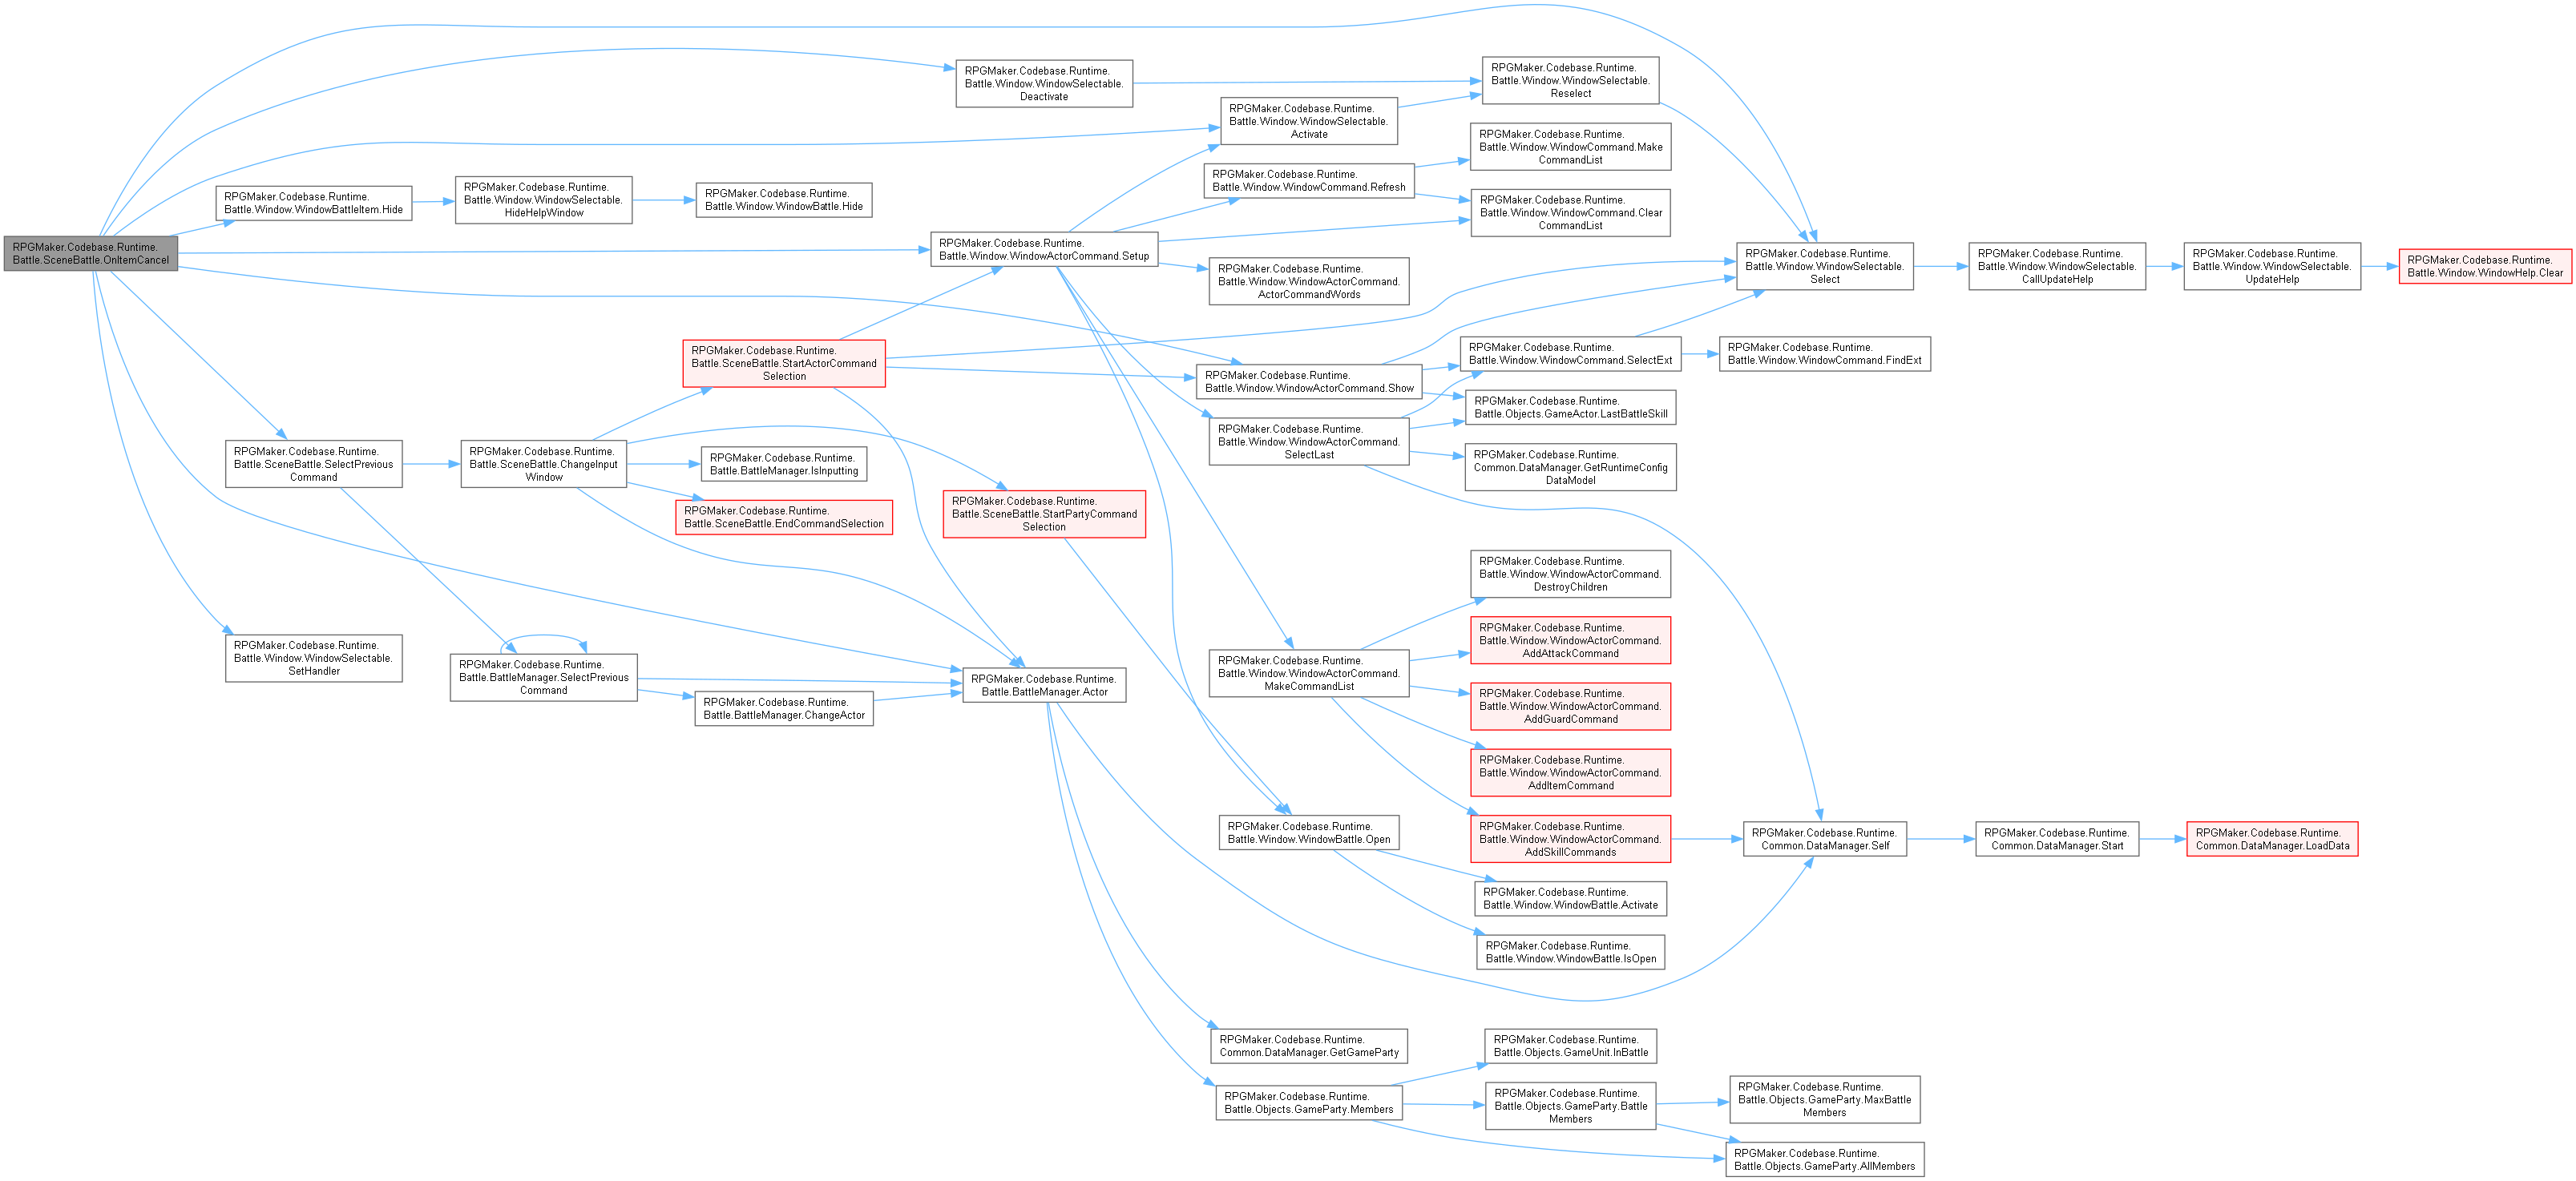 RPGMaker.Codebase.Runtime.
Battle.SceneBattle.OnItemCancel
RPGMaker.Codebase.Runtime.
Battle.Window.WindowBattleItem.Hide
RPGMaker.Codebase.Runtime.
Battle.SceneBattle.SelectPrevious
Command
RPGMaker.Codebase.Runtime.
Battle.Window.WindowSelectable.
SetHandler
RPGMaker.Codebase.Runtime.
Battle.Window.WindowSelectable.
HideHelpWindow
RPGMaker.Codebase.Runtime.
Battle.SceneBattle.ChangeInput
Window
RPGMaker.Codebase.Runtime.
Battle.BattleManager.SelectPrevious
Command
RPGMaker.Codebase.Runtime.
Battle.Window.WindowBattle.Hide
RPGMaker.Codebase.Runtime.
Battle.SceneBattle.StartActorCommand
Selection
RPGMaker.Codebase.Runtime.
Battle.BattleManager.IsInputting
RPGMaker.Codebase.Runtime.
Battle.SceneBattle.EndCommandSelection
RPGMaker.Codebase.Runtime.
Battle.BattleManager.ChangeActor
RPGMaker.Codebase.Runtime.
Battle.Window.WindowSelectable.
Deactivate
RPGMaker.Codebase.Runtime.
Battle.Window.WindowActorCommand.Setup
RPGMaker.Codebase.Runtime.
Battle.SceneBattle.StartPartyCommand
Selection
RPGMaker.Codebase.Runtime.
Battle.BattleManager.Actor
RPGMaker.Codebase.Runtime.
Battle.Window.WindowSelectable.
Activate
RPGMaker.Codebase.Runtime.
Battle.Window.WindowCommand.Refresh
RPGMaker.Codebase.Runtime.
Battle.Window.WindowActorCommand.
ActorCommandWords
RPGMaker.Codebase.Runtime.
Battle.Window.WindowActorCommand.Show
RPGMaker.Codebase.Runtime.
Battle.Window.WindowActorCommand.
SelectLast
RPGMaker.Codebase.Runtime.
Battle.Window.WindowActorCommand.
MakeCommandList
RPGMaker.Codebase.Runtime.
Battle.Window.WindowBattle.Open
RPGMaker.Codebase.Runtime.
Common.DataManager.GetGameParty
RPGMaker.Codebase.Runtime.
Battle.Objects.GameParty.Members
RPGMaker.Codebase.Runtime.
Battle.Window.WindowSelectable.
Reselect
RPGMaker.Codebase.Runtime.
Battle.Window.WindowCommand.Make
CommandList
RPGMaker.Codebase.Runtime.
Battle.Window.WindowCommand.Clear
CommandList
RPGMaker.Codebase.Runtime.
Battle.Window.WindowCommand.SelectExt
RPGMaker.Codebase.Runtime.
Battle.Objects.GameActor.LastBattleSkill
RPGMaker.Codebase.Runtime.
Common.DataManager.GetRuntimeConfig
DataModel
RPGMaker.Codebase.Runtime.
Battle.Window.WindowActorCommand.
DestroyChildren
RPGMaker.Codebase.Runtime.
Battle.Window.WindowActorCommand.
AddAttackCommand
RPGMaker.Codebase.Runtime.
Battle.Window.WindowActorCommand.
AddGuardCommand
RPGMaker.Codebase.Runtime.
Battle.Window.WindowActorCommand.
AddItemCommand
RPGMaker.Codebase.Runtime.
Battle.Window.WindowActorCommand.
AddSkillCommands
RPGMaker.Codebase.Runtime.
Battle.Window.WindowBattle.Activate
RPGMaker.Codebase.Runtime.
Battle.Window.WindowBattle.IsOpen
RPGMaker.Codebase.Runtime.
Battle.Objects.GameUnit.InBattle
RPGMaker.Codebase.Runtime.
Battle.Objects.GameParty.Battle
Members
RPGMaker.Codebase.Runtime.
Battle.Window.WindowSelectable.
Select
RPGMaker.Codebase.Runtime.
Battle.Window.WindowCommand.FindExt
RPGMaker.Codebase.Runtime.
Common.DataManager.Self
RPGMaker.Codebase.Runtime.
Battle.Objects.GameParty.MaxBattle
Members
RPGMaker.Codebase.Runtime.
Battle.Objects.GameParty.AllMembers
RPGMaker.Codebase.Runtime.
Battle.Window.WindowSelectable.
CallUpdateHelp
RPGMaker.Codebase.Runtime.
Common.DataManager.Start
RPGMaker.Codebase.Runtime.
Battle.Window.WindowSelectable.
UpdateHelp
RPGMaker.Codebase.Runtime.
Common.DataManager.LoadData
RPGMaker.Codebase.Runtime.
Battle.Window.WindowHelp.Clear